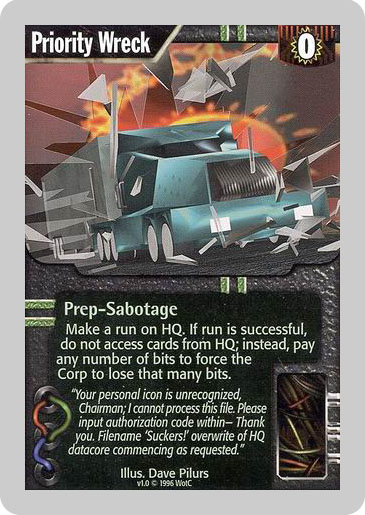 Priority Wreck
0
Prep-Sabotage
Make a run on HQ. If run is successful,
do not access cards from HQ; instead, pay
any number of bits to force the
Corp to lose that many bits.
"Your personal icon is unrecognized,
Chairman; I cannot process this file. Please
input authorization code within– Thank
you. Filename 'Suckers!' overwrite of HQ
datacore commencing as requested."
Illus. Dave Pilurs
v1.0 © 1996 WotC